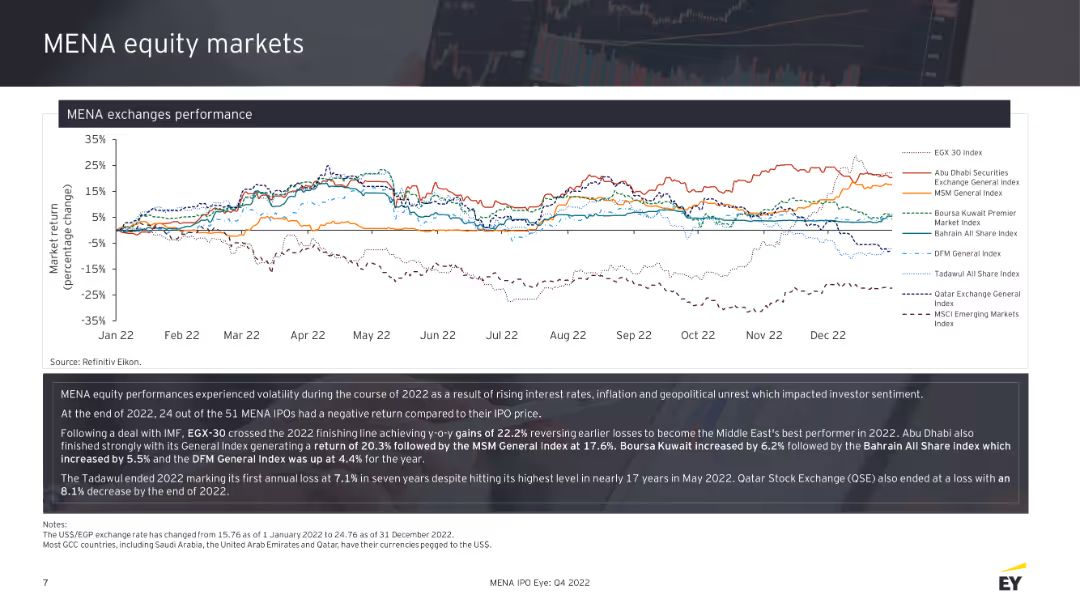 MENA equity markets
MENA exchanges performance
35%
25%
15%
5%
-5%
-15%
-25%
-35%
Market return
(percentage change)
Jan 22 Feb 22 Mar 22 Apr 22 May 22 Jun 22 Jul 22 Aug 22 Sep 22 Oct 22 Nov 22 Dec 22
EGX 30 Index
Abu Dhabi Securities
Exchange General Index
MSM General Index
Boursa Kuwait Premier
Market Index
Bahrain All Share Index
DFM General Index
Tadawul All Share Index
Qatar Exchange General
Index
MSCI Emerging Markets
Index
Source: Refinitiv Eikon.
MENA equity performances experienced volatility during the course of 2022 as a result of rising interest rates, inflation and geopolitical unrest which impacted investor sentiment.
At the end of 2022, 24 out of the 51 MENA IPOs had a negative return compared to their IPO price.
Following a deal with IMF, EGX-30 crossed the 2022 finishing line achieving y-o-y gains of 22.2% reversing earlier losses to become the Middle East's best performer in 2022. Abu Dhabi also
finished strongly with its General Index generating a return of 20.3% followed by the MSM General Index at 17.6%. Boursa Kuwait increased by 6.2% followed by the Bahrain All Share index which
increased by 5.5% and the DFM General Index was up at 4.4% for the year.
The Tadawul ended 2022 marking its first annual loss at 7.1% in seven years despite hitting its highest level in nearly 17 years in May 2022. Qatar Stock Exchange (QSE) also ended at a loss with an
8.1% decrease by the end of 2022.
Notes:
The US$/EGP exchange rate has changed from 15.76 as of 1 January 2022 to 24.76 as of 31 December 2022.
Most GCC countries, including Saudi Arabia, the United Arab Emirates and Qatar, have their currencies pegged to the US$.
7
MENA IPO Eye: Q4 2022
EY